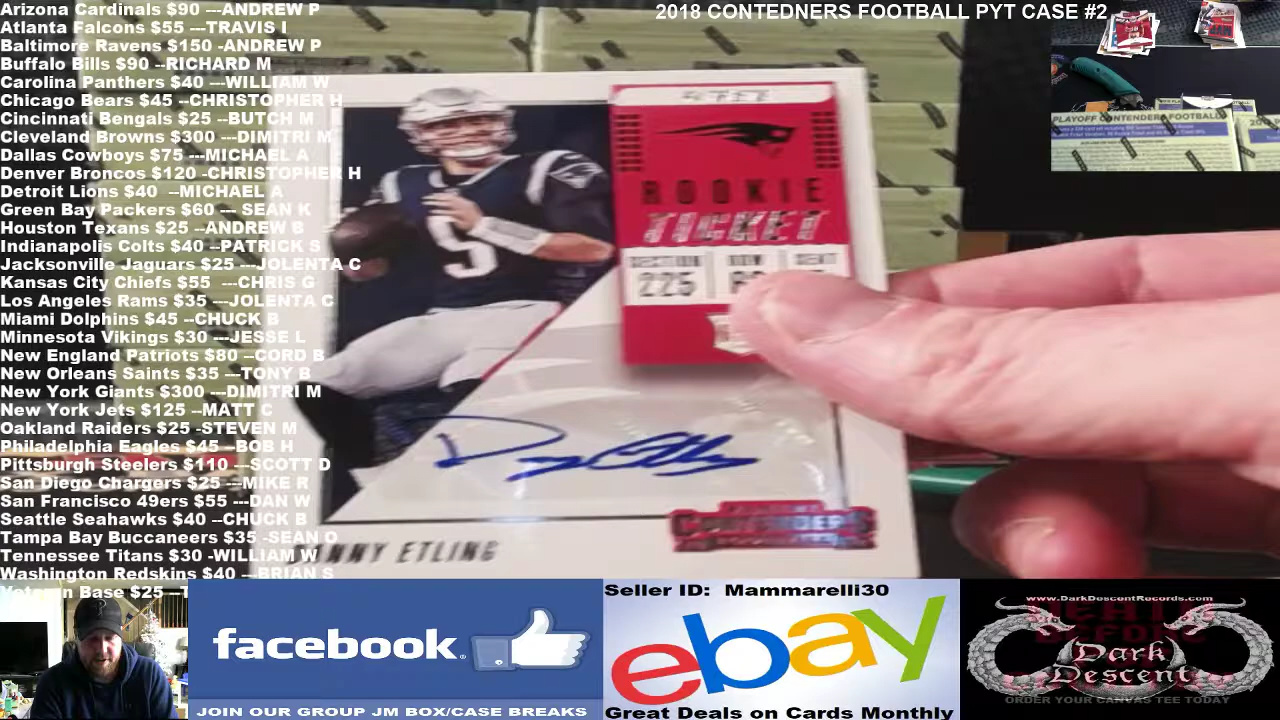 Arizona Cardinals $90 ---ANDREW P
Atlanta Falcons $55 ---TRAVIS I
Baltimore Ravens $150 -ANDREW P
Buffalo Bills $90 --RICHARD M
Carolina Panthers $40 --WILLIAM W
Chicago Bears $45 --CHRISTOPHER H
Cincinnati Bengals $25 --BUTCH M
Cleveland Browns $300 ---DIMITRI M
Dallas Cowboys $75 ---MICHAEL A
Denver Broncos $120 -CHRISTOPHER H
Detroit Lions $40 --MICHAEL A
Green Bay Packers $60 --- SEAN K
Houston Texans $25 --ANDREW B
Indianapolis Colts $40 --PATRICK S
Jacksonville Jaguars $25 ---JOLENTA C
Kansas City Chiefs $55 ---CHRIS G
Los Angeles Rams $35 --JOLENTA C
Miami Dolphins $45 --CHUCK B
Minnesota Vikings $30 ---JESSE L
New England Patriots $80 --CORD B
New Orleans Saints $35 ---TONY B
New York Giants $300 ---DIMITRI M
New York Jets $125 --MATT C
Oakland Raiders $25 -STEVEN M
Philadelphia Eagles $45--BOB H
Pittsburgh Steelers $110 ---SCOTT D
San Diego Chargers $25 ---MIKE R
San Francisco 49ers $55 ---DAN W
Seattle Seahawks $40 --CHUCK B
Tampa Bay Buccaneers $35 -SEAN O
Tennessee Titans $30 -WILLIAM W
Washington Redskins $40 ---BRIAN S
Veteran Base $25 --T
2018 CONTEDNERS FOOTBALL PYT CASE #2
PLAYOFF CONTENDERS FOOTBALL
ROOKIE
TICKET
SECTION ROW SEAT
225
5
CONTENDERS
ETLING
facebook.
JOIN OUR GROUP JM BOX/CASE BREAKS
Seller ID: Mammarelli30
ebay
Great Deals on Cards Monthly
www.DarkDescentRecords.com
Dark
Descent
ORDER YOUR CANVAS TEE TODAY